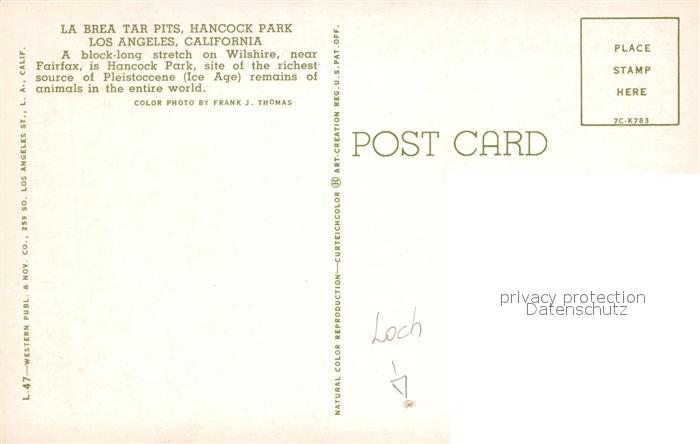 LA BREA TAR PITS, HANCOCK PARK
LOS ANGELES, CALIFORNIA
A block-long stretch on Wilshire, near
Fairfax, is Hancock Park, site of the richest
source of Pleistoccene (Ice Age) remains of
animals in the entire world.
COLOR PHOTO BY FRANK J. THOMAS
L.47—WESTERN PUBL. & NOV. CO., 259 SO. LOS ANGELES ST., L. A., CALIF.
NATURAL COLOR REPRODUCTION—CURTEICHCOLOR ART-CREATION REG. U.S. PAT. OFF.
POST CARD
PLACE
STAMP
HERE
7C-K783
privacy protection
Datenschutz
Loch